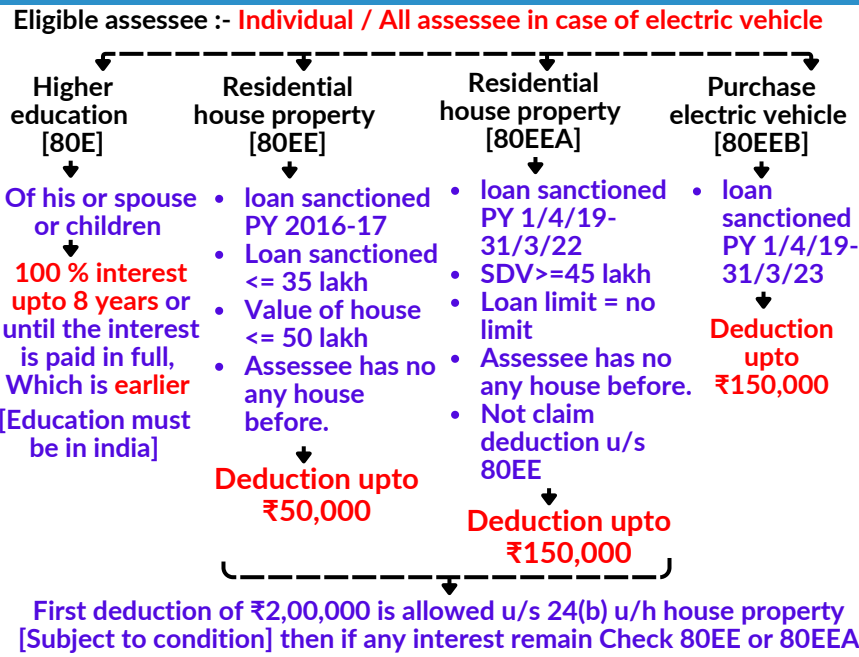 Eligible assessee :- Individual / All assessee in case of electric vehicle
Higher
education
[80E]
Of his or spouse
or children
100 % interest
upto 8 years or
until the interest
is paid in full,
Which is earlier
[Education must
be in india]
Residential
house property
[80EE]
• loan sanctioned
PY 2016-17
• Loan sanctioned
<= 35 lakh
• Value of house
<= 50 lakh
• Assessee has no
any house
before.
Deduction upto
₹50,000
Residential
house property
[80EEA]
• loan sanctioned
PY 1/4/19-
31/3/22
• SDV>=45 lakh
• Loan limit = no
limit
• Assessee has no
any house before.
• Not claim
deduction u/s
80EE
Deduction upto
₹150,000
Purchase
electric vehicle
[80EEB]
• loan
sanctioned
PY 1/4/19-
31/3/23
Deduction
upto
₹150,000
First deduction of ₹2,00,000 is allowed u/s 24(b) u/h house property
[Subject to condition] then if any interest remain Check 80EE or 80EEA